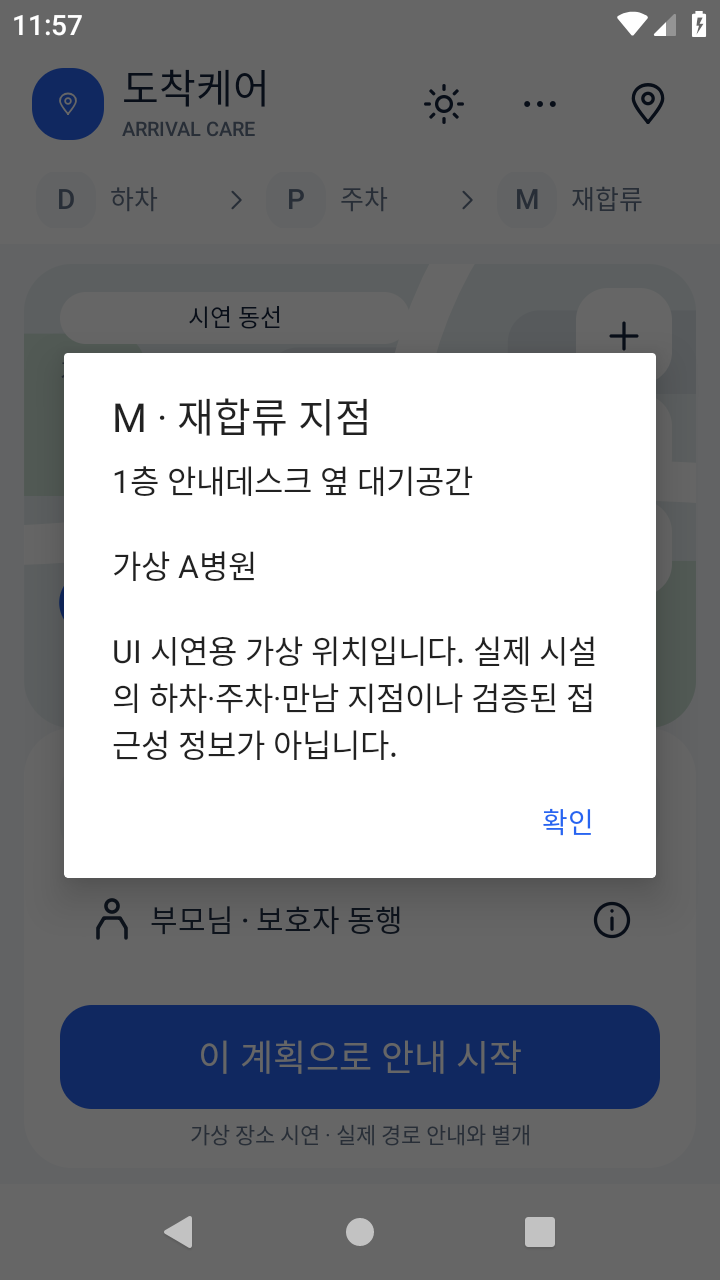 11:57
도착케어
ARRIVAL CARE
D 하차 > P 주차 > M 재합류
시연 동선
M · 재합류 지점
1층 안내데스크 옆 대기공간
가상 A병원
UI 시연용 가상 위치입니다. 실제 시설
의 하차·주차·만남 지점이나 검증된 접
근성 정보가 아닙니다.
확인
부모님 · 보호자 동행
이 계획으로 안내 시작
가상 장소 시연 · 실제 경로 안내와 별개